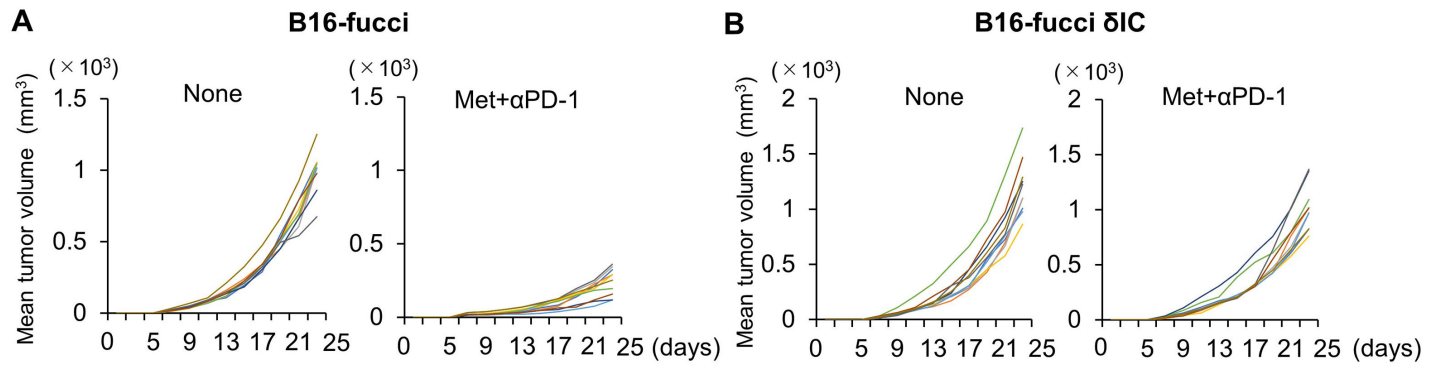 A
B16-fucci
B
B16-fucci δIC
Mean tumor volume (mm³)
(×10³)
None
1.5
1
0.5
0
0 5 9 13 17 21 25
(×10³)
Met+αPD-1
1.5
1
0.5
0
0 5 9 13 17 21 25 (days)
Mean tumor volume (mm³)
(×10³)
None
2
1.5
1
0.5
0
0 5 9 13 17 21 25
(×10³)
Met+αPD-1
2
1.5
1
0.5
0
0 5 9 13 17 21 25 (days)